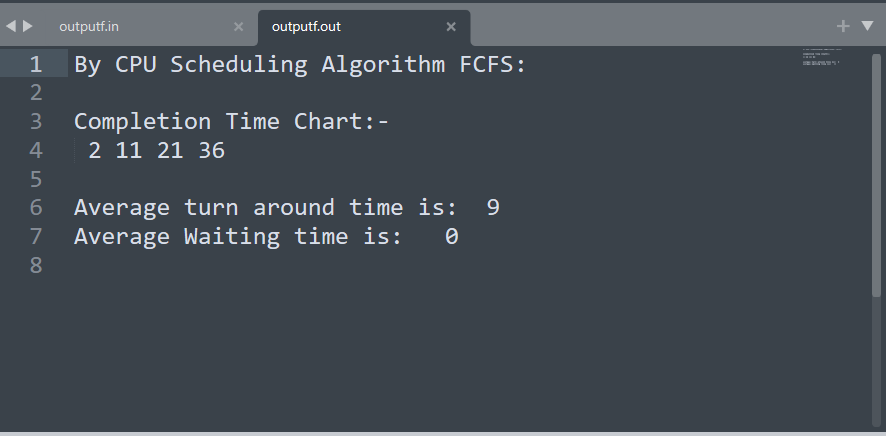 outputf.in
outputf.out
1 By CPU Scheduling Algorithm FCFS:
2
3 Completion Time Chart:-
4 2 11 21 36
5
6 Average turn around time is:  9
7 Average Waiting time is:   0
8